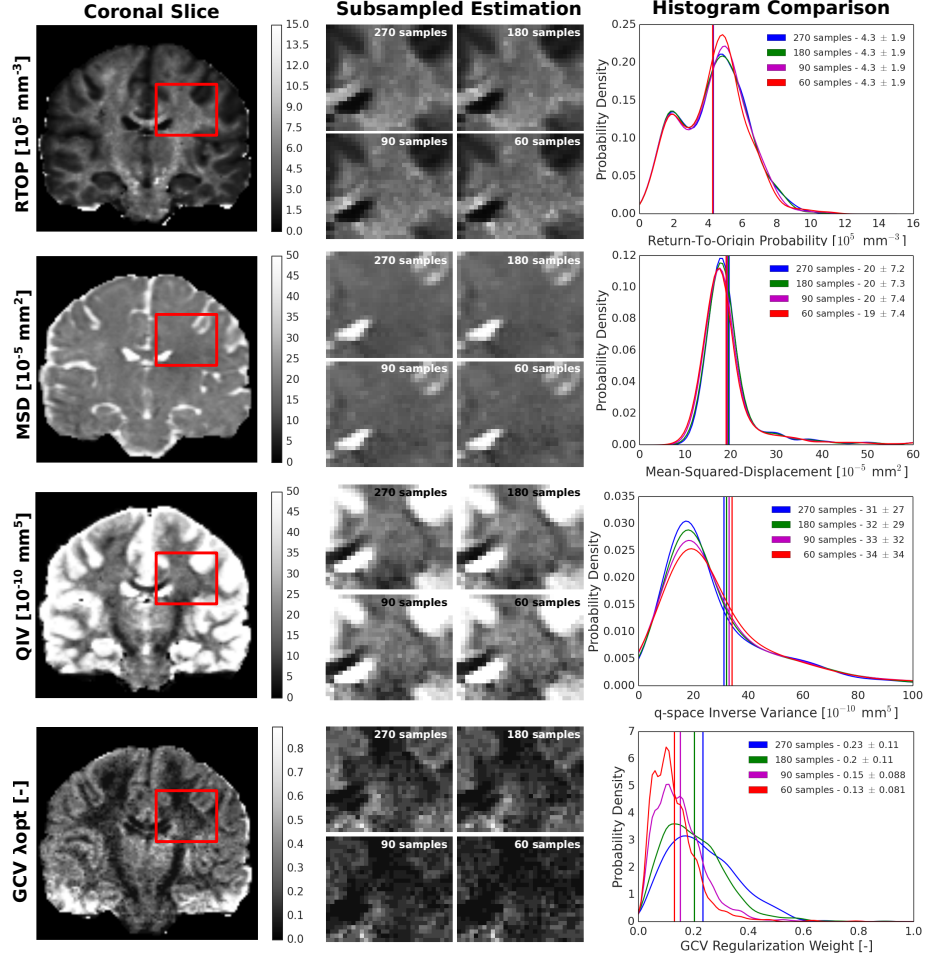 Coronal Slice
Subsampled Estimation
Histogram Comparison
RTOP [10⁵ mm⁻³]
15.0
13.5
12.0
10.5
9.0
7.5
6.0
4.5
3.0
1.5
0.0
270 samples
180 samples
90 samples
60 samples
Probability Density
0.25
0.20
0.15
0.10
0.05
0.00
270 samples - 4.3 ± 1.9
180 samples - 4.3 ± 1.9
90 samples - 4.3 ± 1.9
60 samples - 4.3 ± 1.9
0 2 4 6 8 10 12 14 16
Return-To-Origin Probability [10⁵ mm⁻³]
MSD [10⁻⁵ mm²]
50
45
40
35
30
25
20
15
10
5
0
270 samples
180 samples
90 samples
60 samples
Probability Density
0.12
0.10
0.08
0.06
0.04
0.02
0.00
270 samples - 20 ± 7.2
180 samples - 20 ± 7.3
90 samples - 20 ± 7.4
60 samples - 19 ± 7.4
0 10 20 30 40 50 60
Mean-Squared-Displacement [10⁻⁵ mm²]
QIV [10⁻¹⁰ mm⁵]
50
45
40
35
30
25
20
15
10
5
0
270 samples
180 samples
90 samples
60 samples
Probability Density
0.035
0.030
0.025
0.020
0.015
0.010
0.005
0.000
270 samples - 31 ± 27
180 samples - 32 ± 29
90 samples - 33 ± 32
60 samples - 34 ± 34
0 20 40 60 80 100
q-space Inverse Variance [10⁻¹⁰ mm⁵]
GCV λopt [-]
0.8
0.7
0.6
0.5
0.4
0.3
0.2
0.1
0.0
270 samples
180 samples
90 samples
60 samples
Probability Density
7
6
5
4
3
2
1
0
270 samples - 0.23 ± 0.11
180 samples - 0.2 ± 0.11
90 samples - 0.15 ± 0.088
60 samples - 0.13 ± 0.081
0.0 0.2 0.4 0.6 0.8 1.0
GCV Regularization Weight [-]